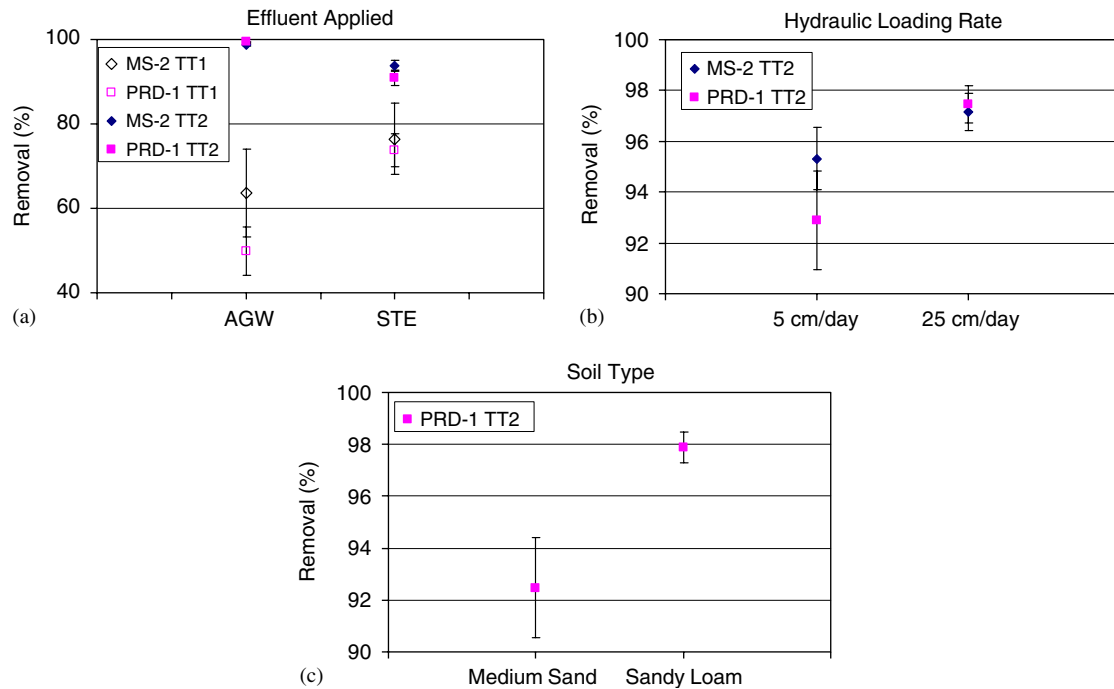 Effluent Applied
100
80
60
40
Removal (%)
MS-2 TT1
PRD-1 TT1
MS-2 TT2
PRD-1 TT2
AGW STE
(a)
Hydraulic Loading Rate
100
98
96
94
92
90
Removal (%)
MS-2 TT2
PRD-1 TT2
5 cm/day 25 cm/day
(b)
Soil Type
100
98
96
94
92
90
Removal (%)
PRD-1 TT2
Medium Sand Sandy Loam
(c)